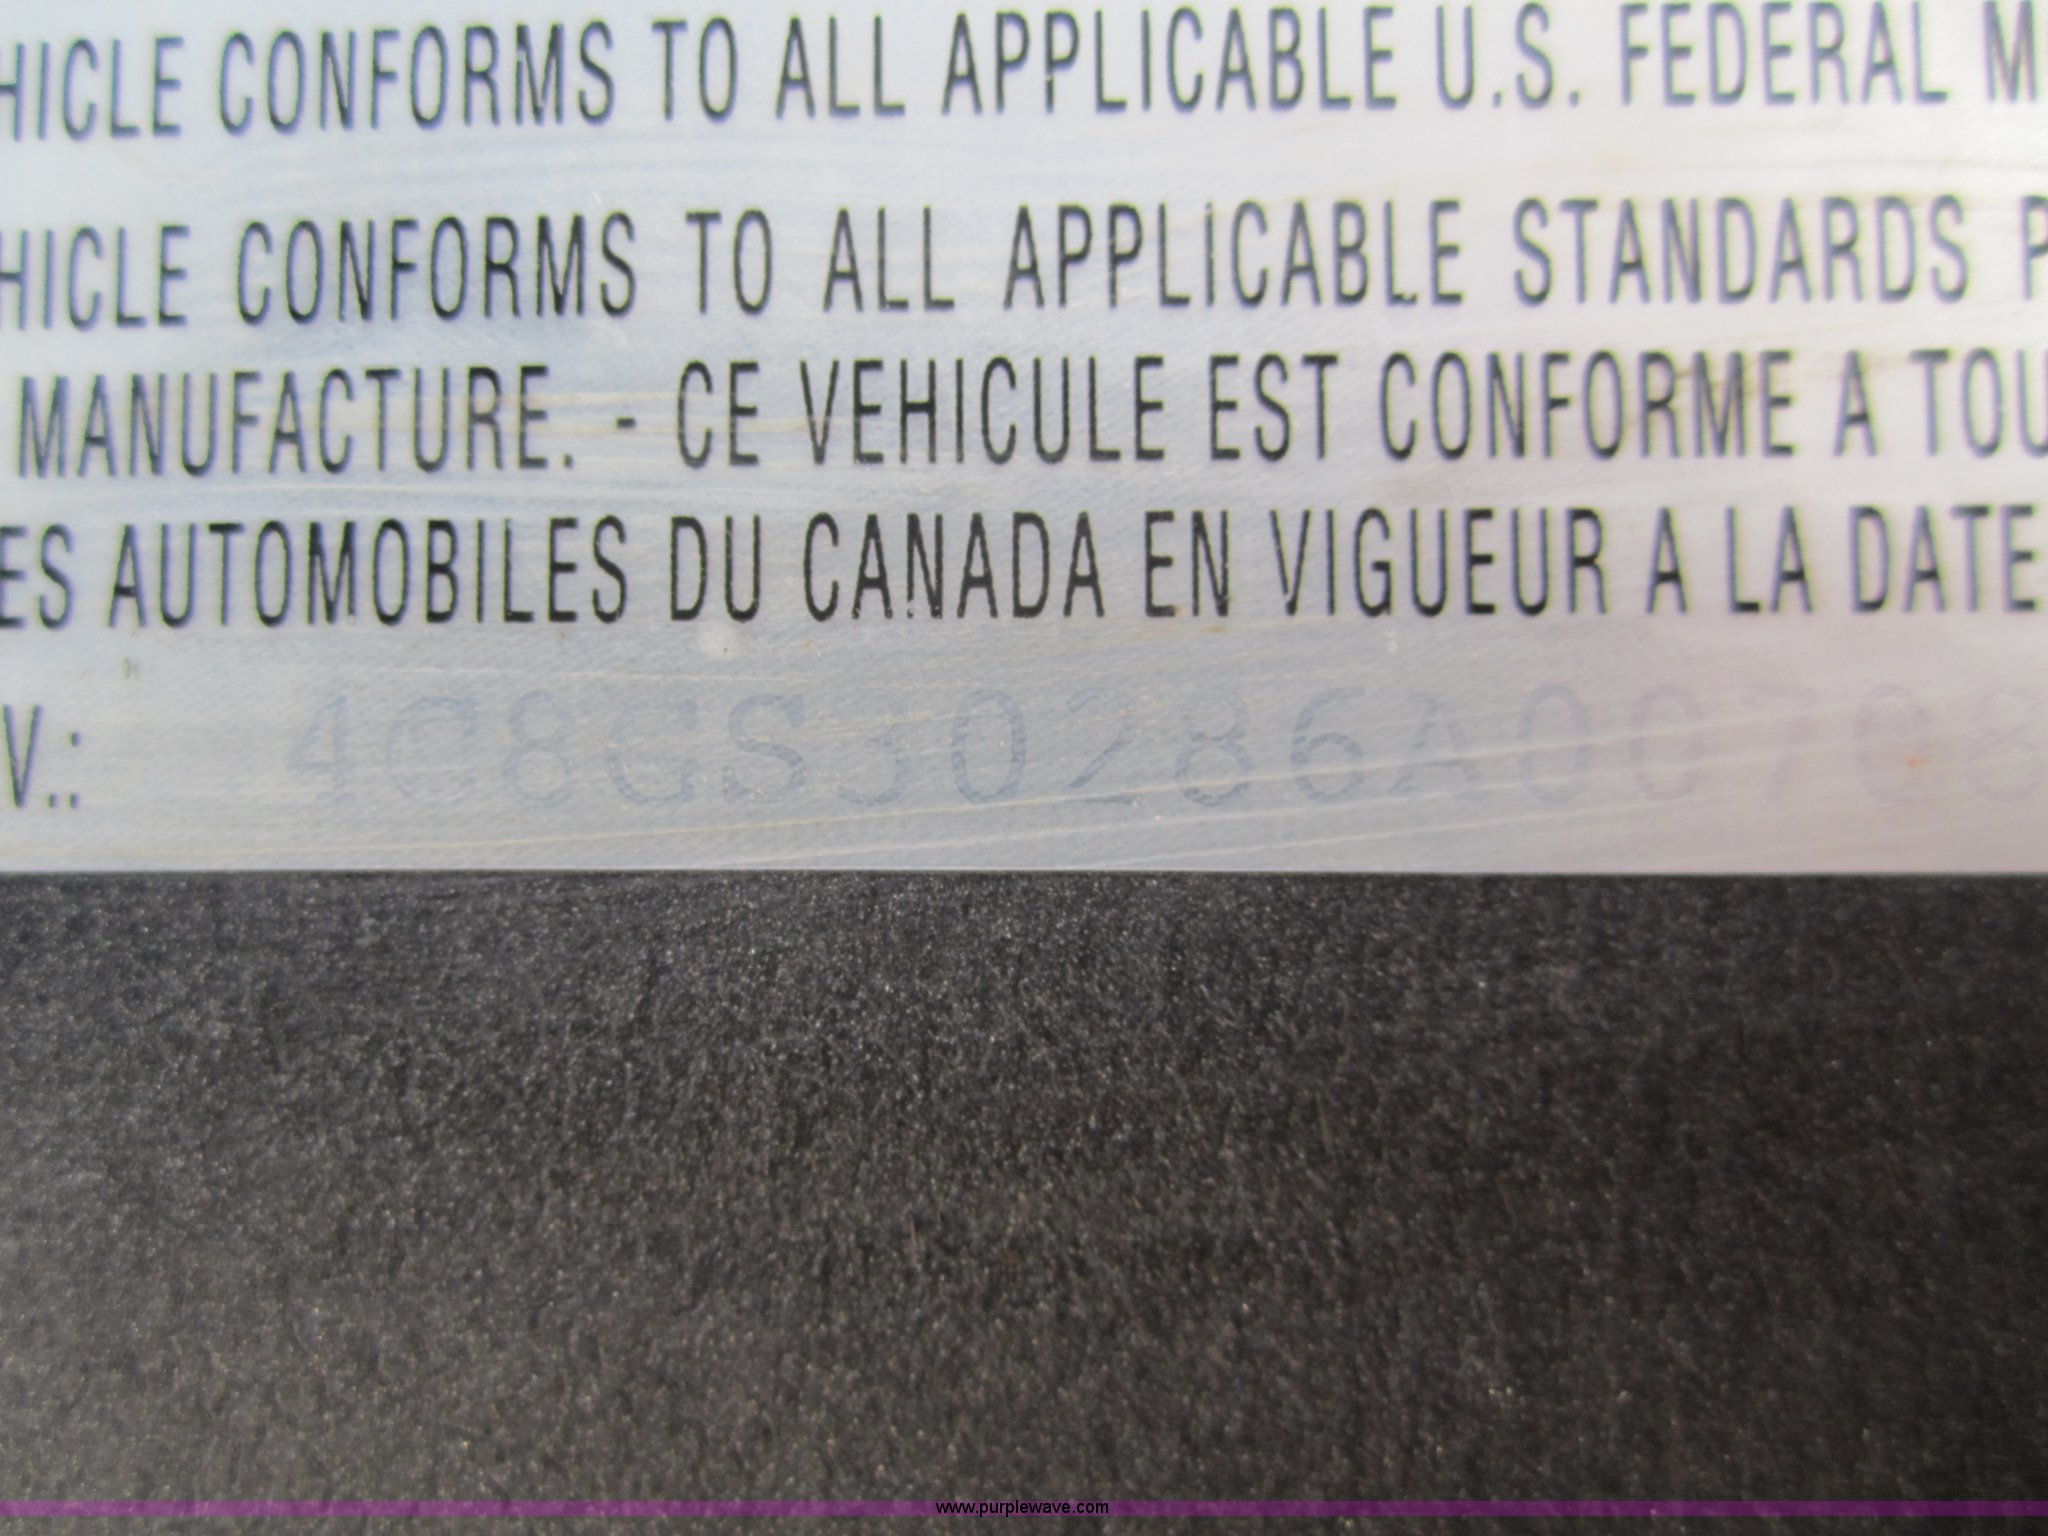 HICLE CONFORMS TO ALL APPLICABLE U.S. FEDERAL M
HICLE CONFORMS TO ALL APPLICABLE STANDARDS P
MANUFACTURE. - CE VEHICULE EST CONFORME A TOU
ES AUTOMOBILES DU CANADA EN VIGUEUR A LA DATE
V.: 4C8GS30286A00708
www.purplewave.com